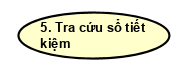 5. Tra cứu sổ tiết
kiệm